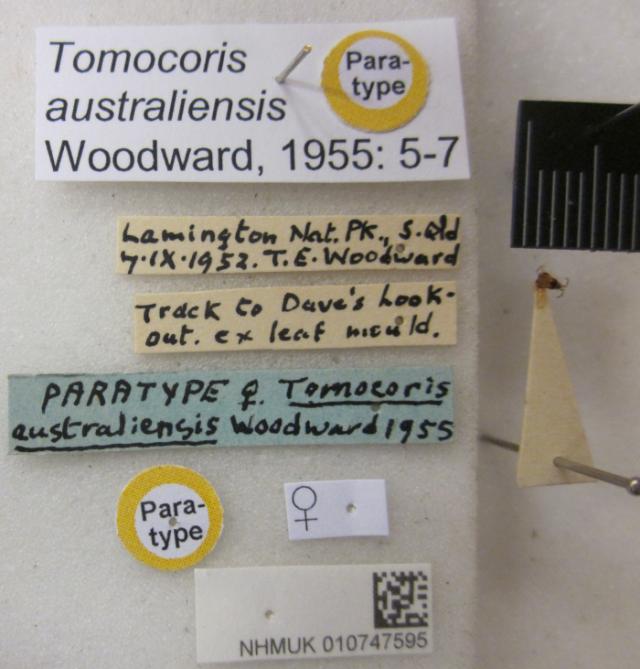 Tomocoris
australiensis
Woodward, 1955: 5-7
Para-
type
Lamington Nat. Pk., S. Qld
7.IX.1952. T.E. Woodward
Track to Dave's Look-
out. ex leaf mould.
PARATYPE ♀. Tomocoris
australiensis Woodward 1955
Para-
type
♀
NHMUK 010747595